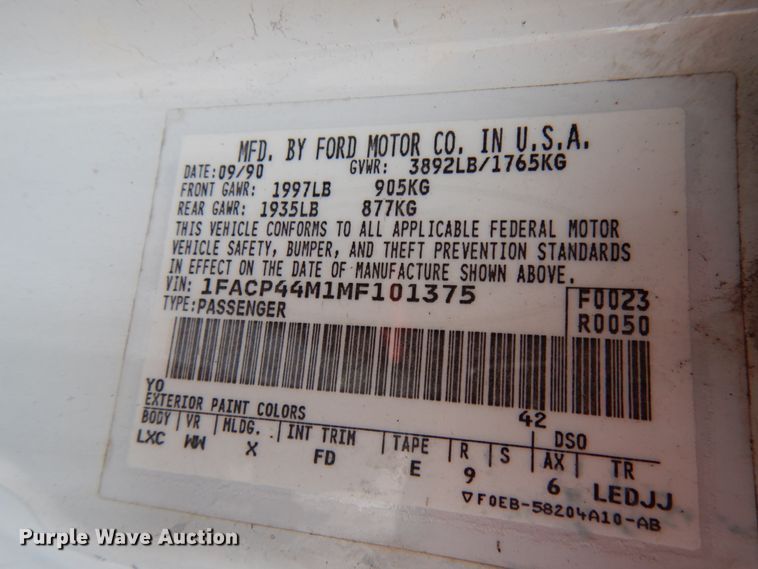 MFD. BY FORD MOTOR CO. IN U.S.A.
DATE: 09/90 GVWR: 3892LB/1765KG
FRONT GAWR: 1997LB 905KG
REAR GAWR: 1935LB 877KG
THIS VEHICLE CONFORMS TO ALL APPLICABLE FEDERAL MOTOR
VEHICLE SAFETY, BUMPER, AND THEFT PREVENTION STANDARDS
IN EFFECT ON THE DATE OF MANUFACTURE SHOWN ABOVE.
VIN: 1FACP44M1MF101375 F0023
TYPE: PASSENGER R0050
YO
EXTERIOR PAINT COLORS 42 DSO
BODY VR MLDG. INT TRIM TAPE R S AX TR
LXC WW X FD E 9 6 LEDJJ
▽F0EB-58204A10-AB
Purple Wave Auction